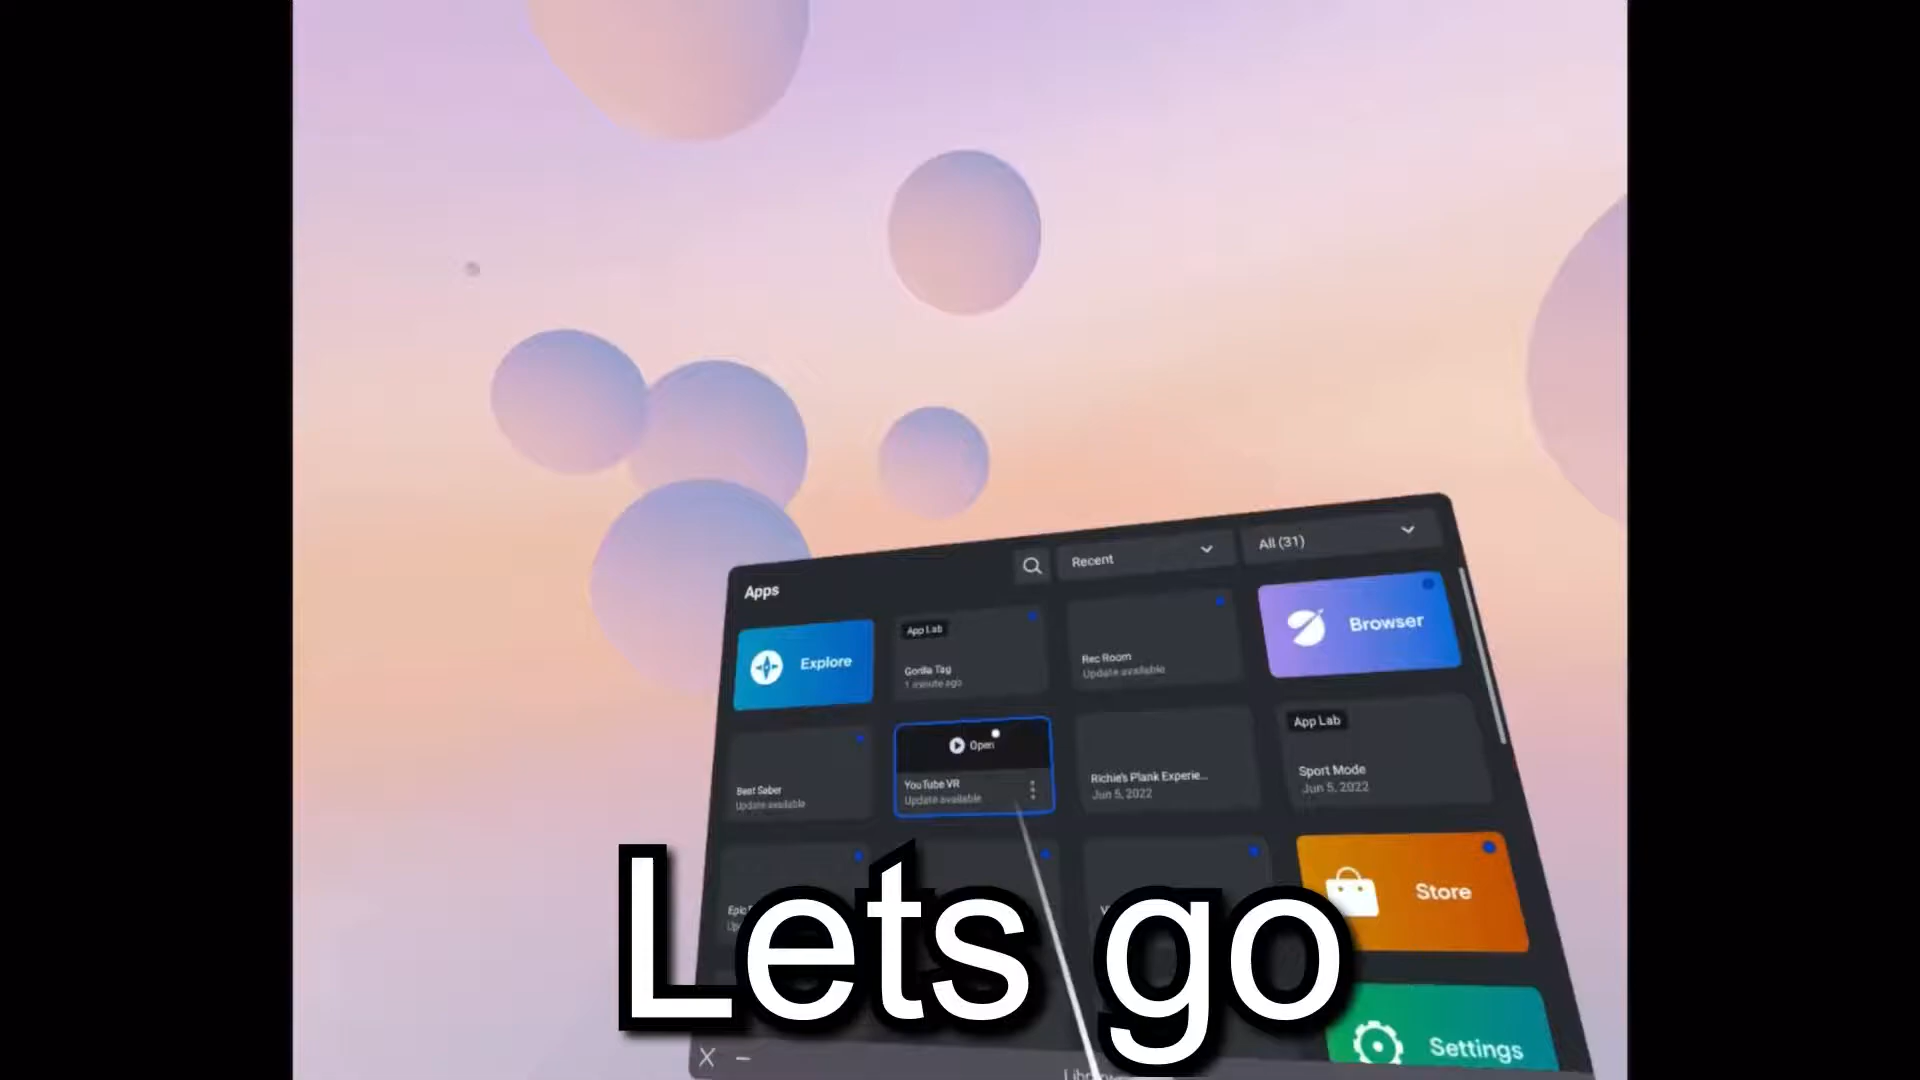 Apps
Recent
All (31)
Explore
App Lab
Gorilla Tag
1 minute ago
Rec Room
Update available
Browser
Beat Saber
Update available
Open
YouTube VR
Update available
Richie's Plank Experie...
Jun 5, 2022
App Lab
Sport Mode
Jun 5, 2022
Epic
Store
Lets go
Settings